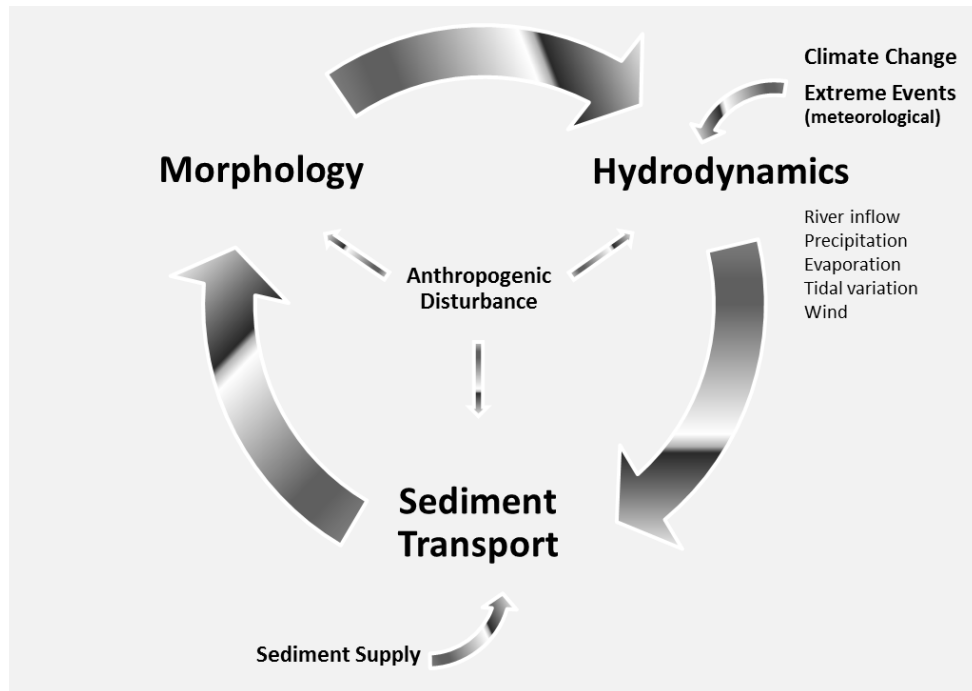 Climate Change
Extreme Events
(meteorological)
Morphology
Hydrodynamics
River inflow
Precipitation
Evaporation
Tidal variation
Wind
Anthropogenic
Disturbance
Sediment
Transport
Sediment Supply